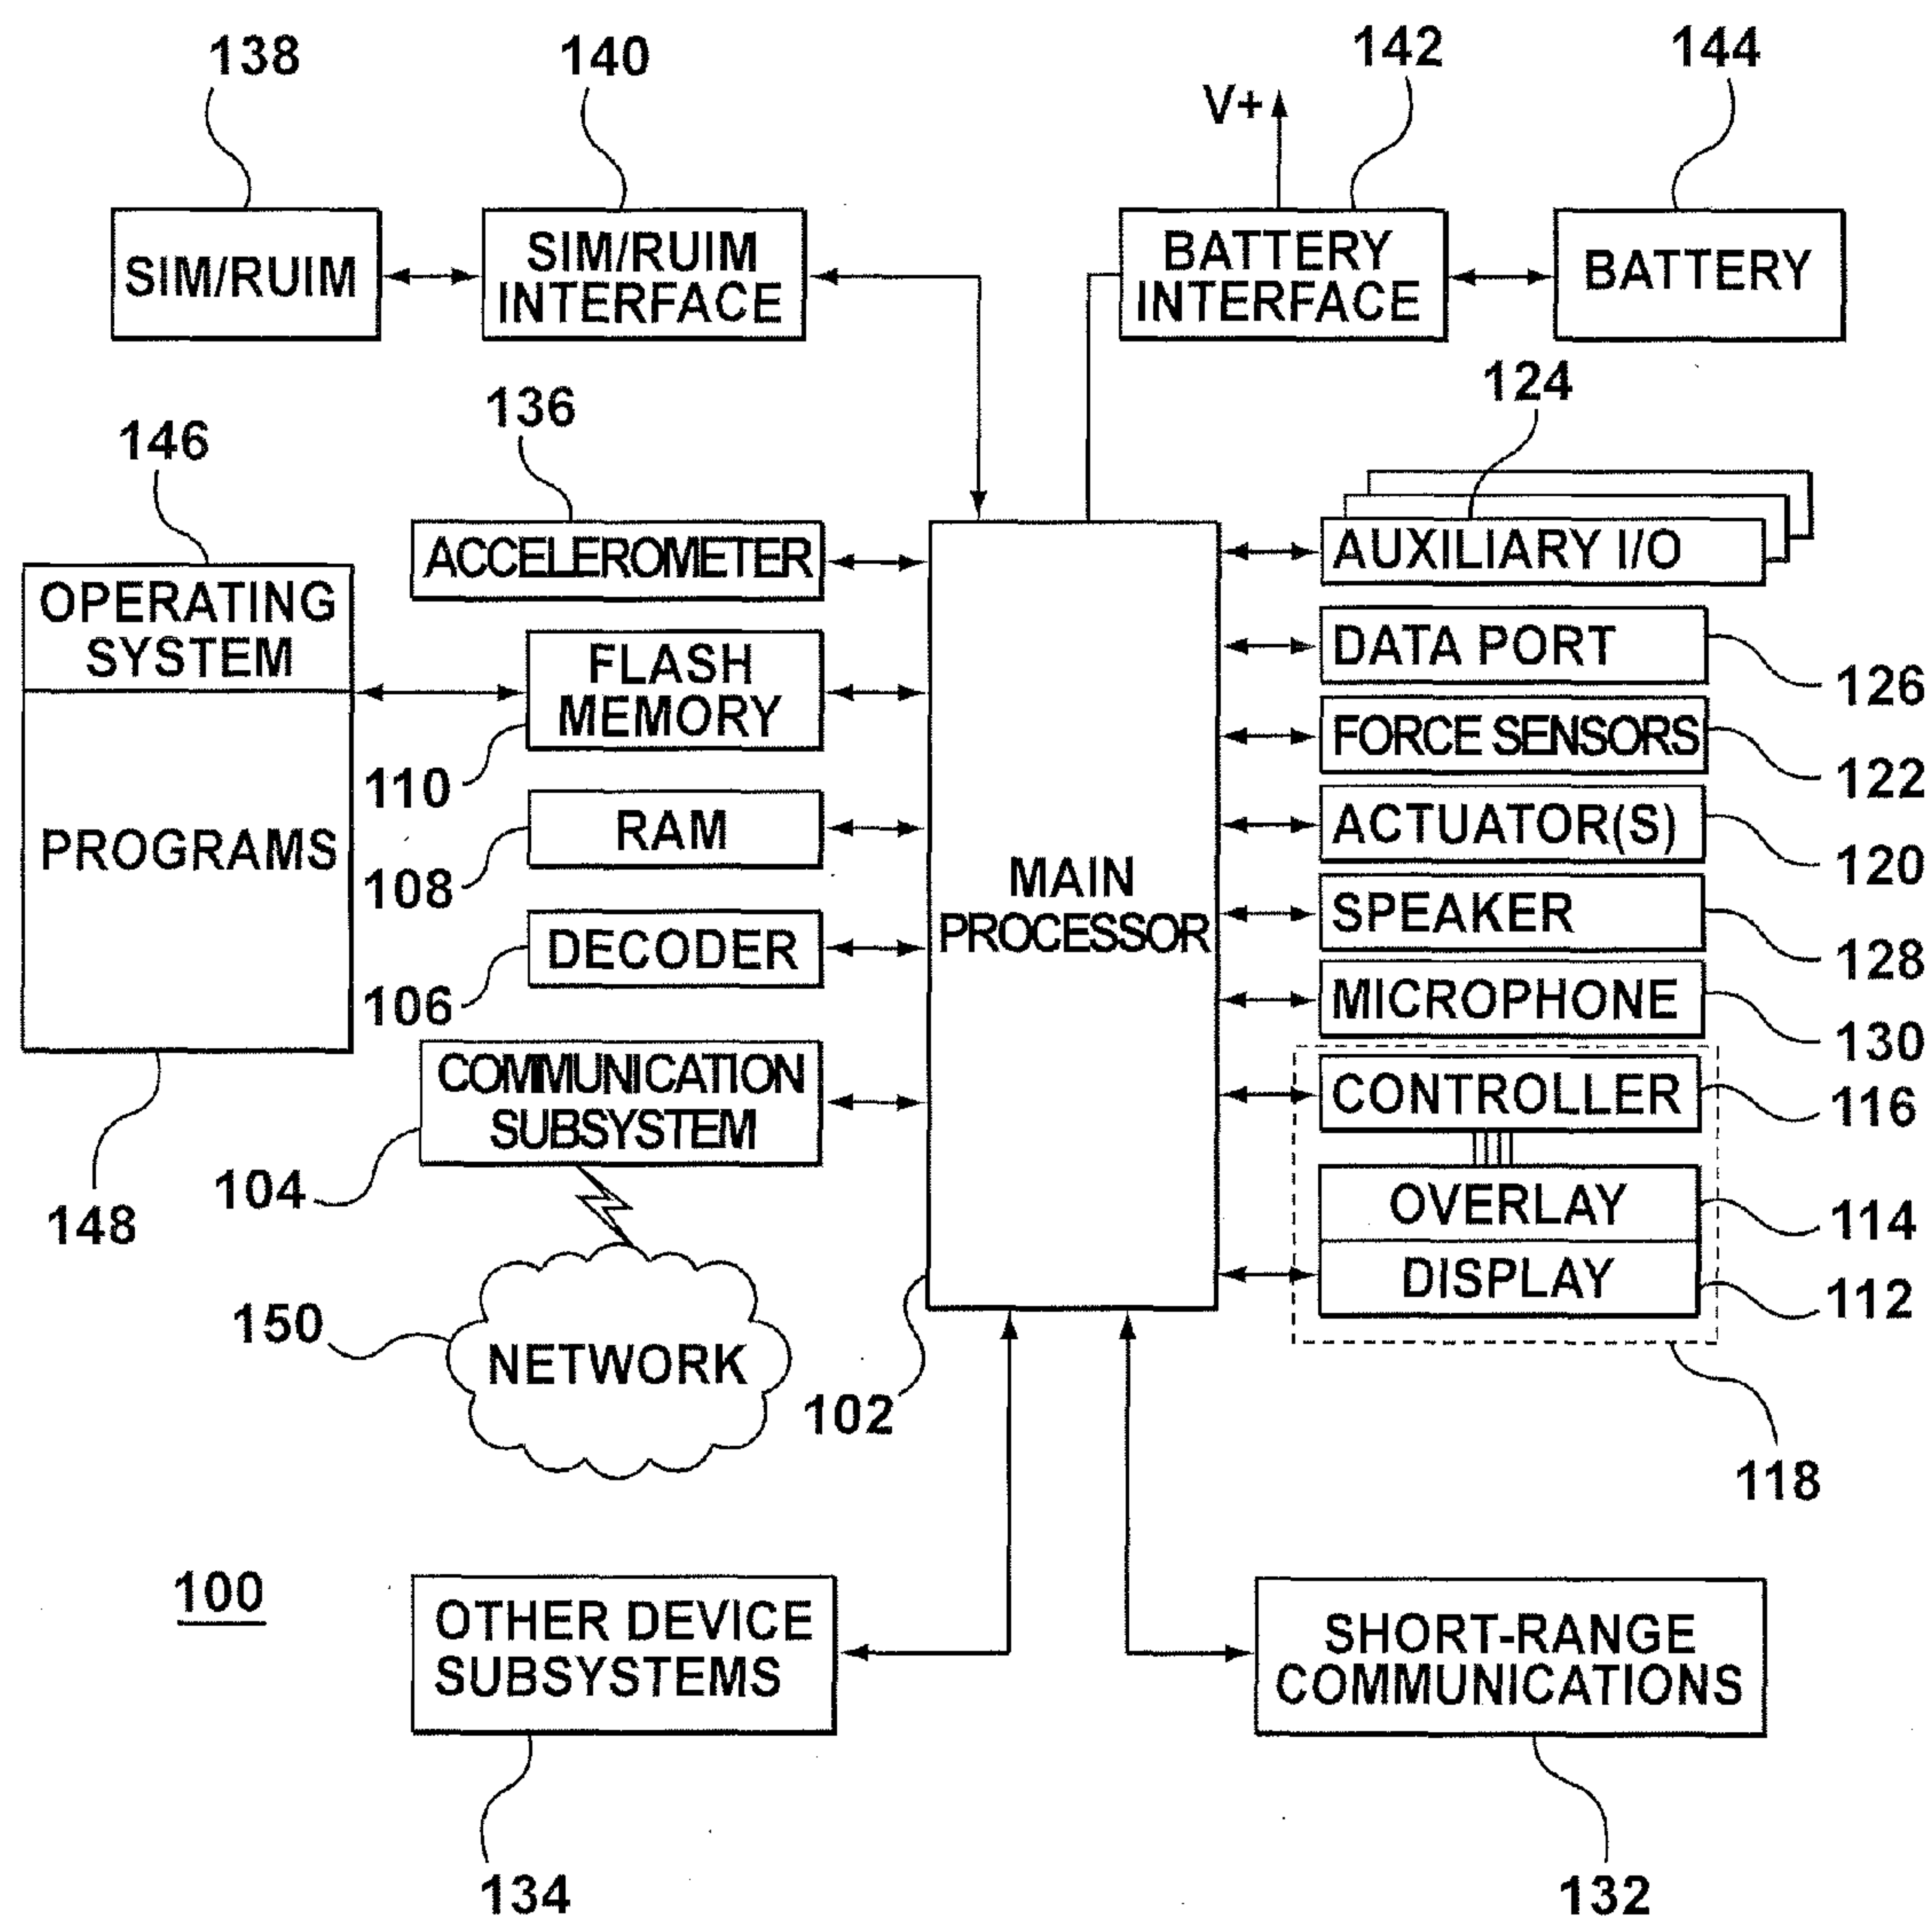 138
140
142
144
V+
SIM/RUIM
SIM/RUIM
INTERFACE
BATTERY
INTERFACE
BATTERY
136
124
146
ACCELEROMETER
AUXILIARY I/O
OPERATING
SYSTEM
FLASH
MEMORY
DATA PORT
126
110
FORCE SENSORS
122
PROGRAMS
RAM
108
ACTUATOR(S)
120
MAIN
PROCESSOR
DECODER
106
SPEAKER
128
MICROPHONE
130
COMMUNICATION
SUBSYSTEM
104
148
CONTROLLER
116
OVERLAY
114
DISPLAY
112
150
NETWORK
102
118
100
OTHER DEVICE
SUBSYSTEMS
SHORT-RANGE
COMMUNICATIONS
134
132